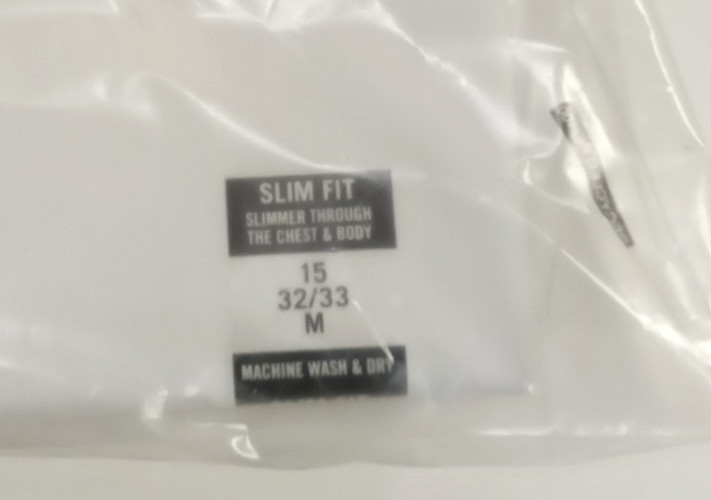 SLIM FIT
SLIMMER THROUGH
THE CHEST & BODY
15
32/33
M
MACHINE WASH & DRY